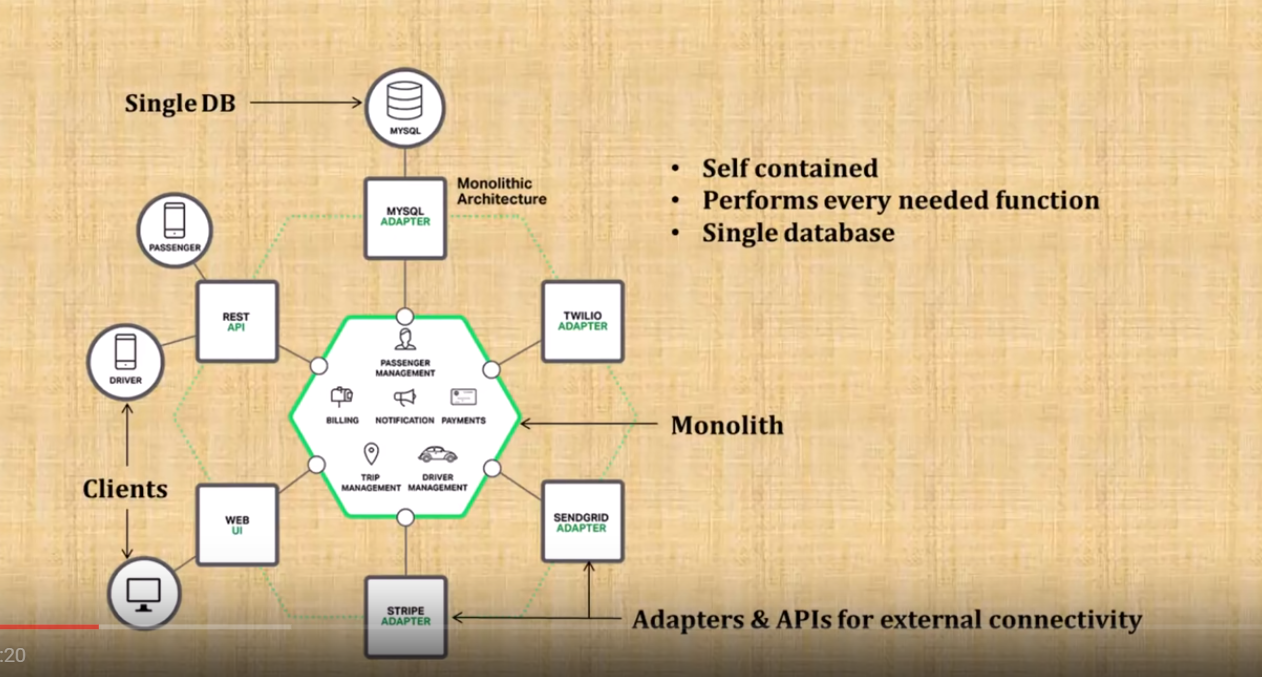 Single DB
MYSQL
Monolithic
Architecture
MYSQL
ADAPTER
• Self contained
• Performs every needed function
• Single database
PASSENGER
REST
API
TWILIO
ADAPTER
DRIVER
PASSENGER
MANAGEMENT
BILLING
NOTIFICATION
PAYMENTS
Monolith
TRIP
MANAGEMENT
DRIVER
MANAGEMENT
Clients
WEB
UI
SENDGRID
ADAPTER
STRIPE
ADAPTER
Adapters & APIs for external connectivity
:20